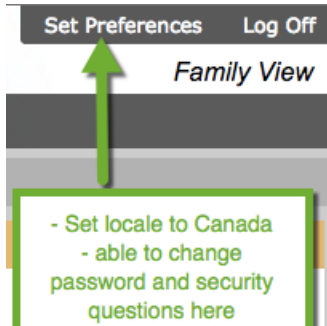 Set Preferences Log Off
Family View
- Set locale to Canada
- able to change
password and security
questions here